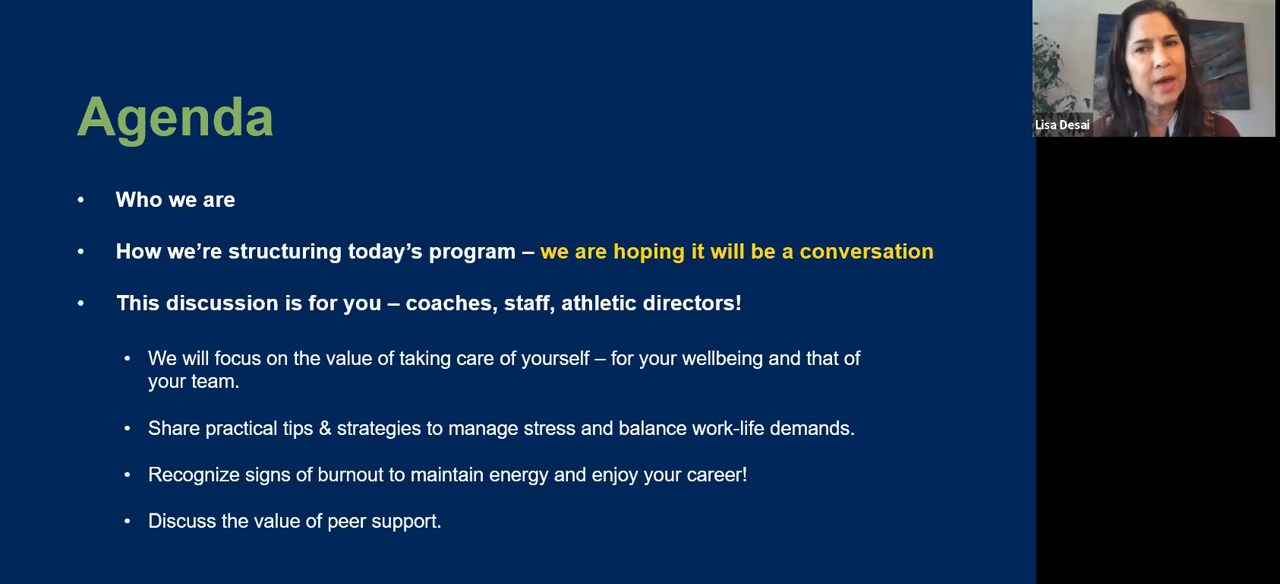 Agenda
• Who we are
• How we’re structuring today’s program – we are hoping it will be a conversation
• This discussion is for you – coaches, staff, athletic directors!
• We will focus on the value of taking care of yourself – for your wellbeing and that of
your team.
• Share practical tips & strategies to manage stress and balance work-life demands.
• Recognize signs of burnout to maintain energy and enjoy your career!
• Discuss the value of peer support.
Lisa Desai